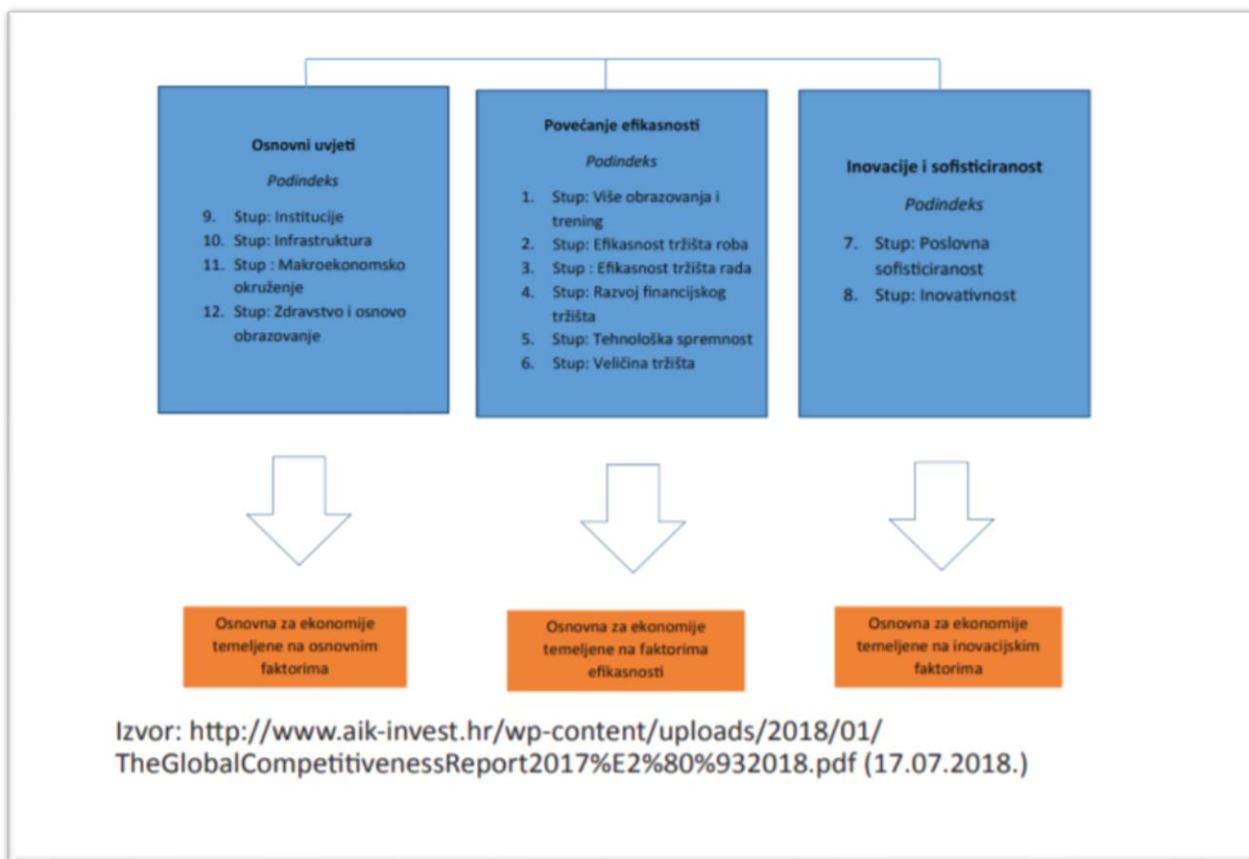 Osnovni uvjeti
Podindeks
9. Stup: Institucije
10. Stup: Infrastruktura
11. Stup : Makroekonomsko
okruženje
12. Stup: Zdravstvo i osnovo
obrazovanje
Povećanje efikasnosti
Podindeks
1. Stup: Više obrazovanja i
trening
2. Stup: Efikasnost tržišta roba
3. Stup : Efikasnost tržišta rada
4. Stup: Razvoj financijskog
tržišta
5. Stup: Tehnološka spremnost
6. Stup: Veličina tržišta
Inovacije i sofisticiranost
Podindeks
7. Stup: Poslovna
sofisticiranost
8. Stup: Inovativnost
Osnovna za ekonomije
temeljene na osnovnim
faktorima
Osnovna za ekonomije
temeljene na faktorima
efikasnosti
Osnovna za ekonomije
temeljene na inovacijskim
faktorima
Izvor: http://www.aik-invest.hr/wp-content/uploads/2018/01/
TheGlobalCompetitivenessReport2017%E2%80%932018.pdf (17.07.2018.)